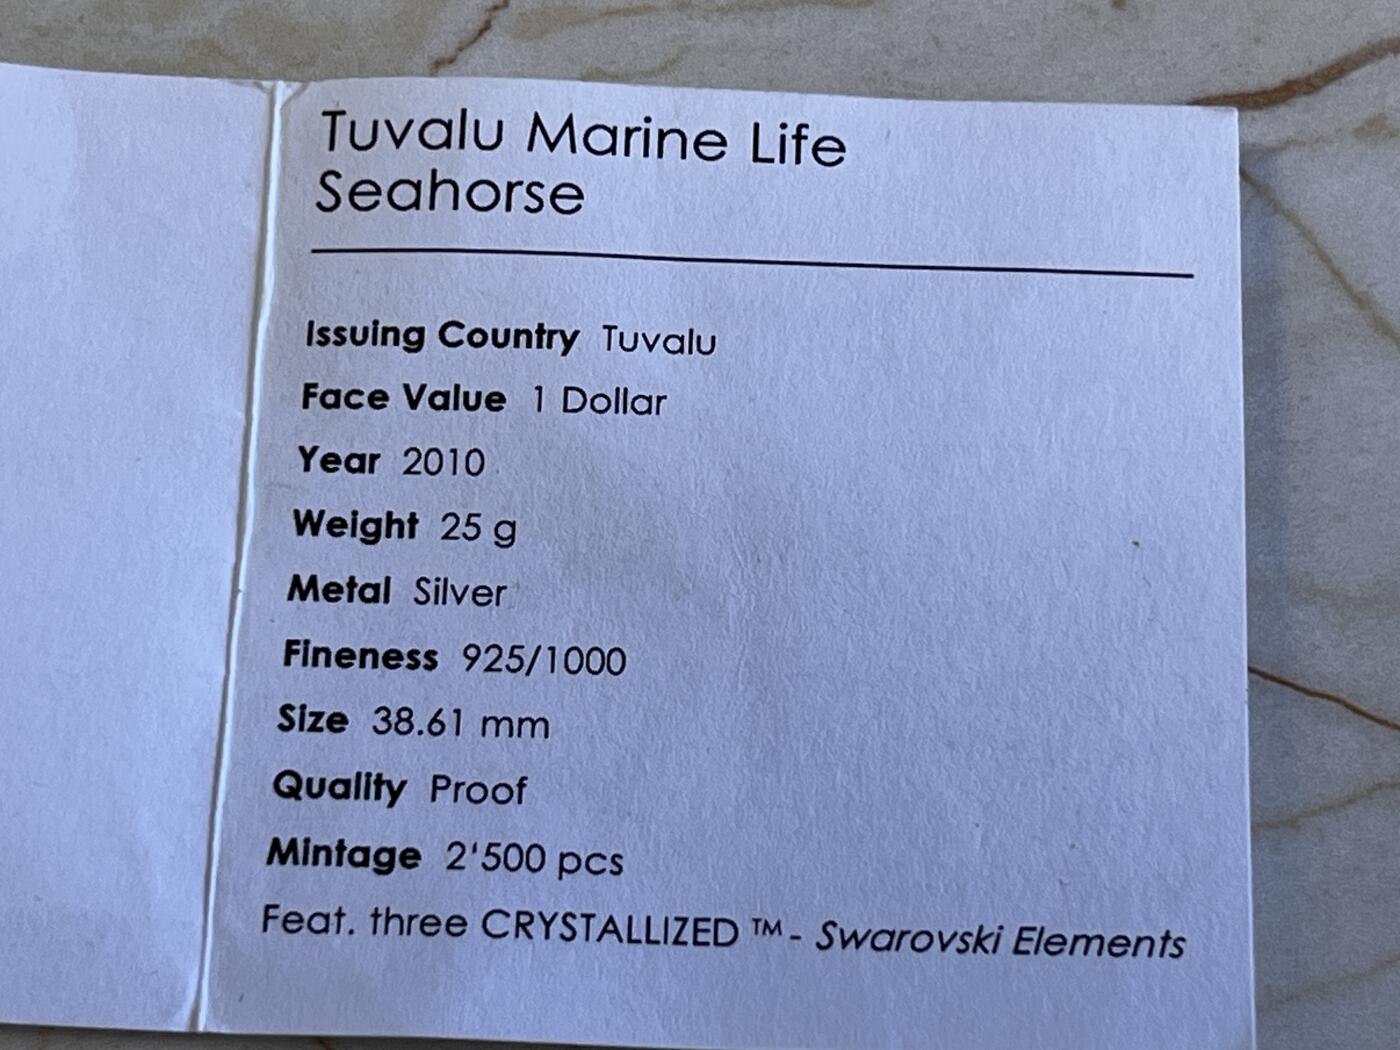 Tuvalu Marine Life
Seahorse
Issuing Country Tuvalu
Face Value 1 Dollar
Year 2010
Weight 25 g
Metal Silver
Fineness 925/1000
Size 38.61 mm
Quality Proof
Mintage 2'500 pcs
Feat. three CRYSTALLIZED ™ - Swarovski Elements